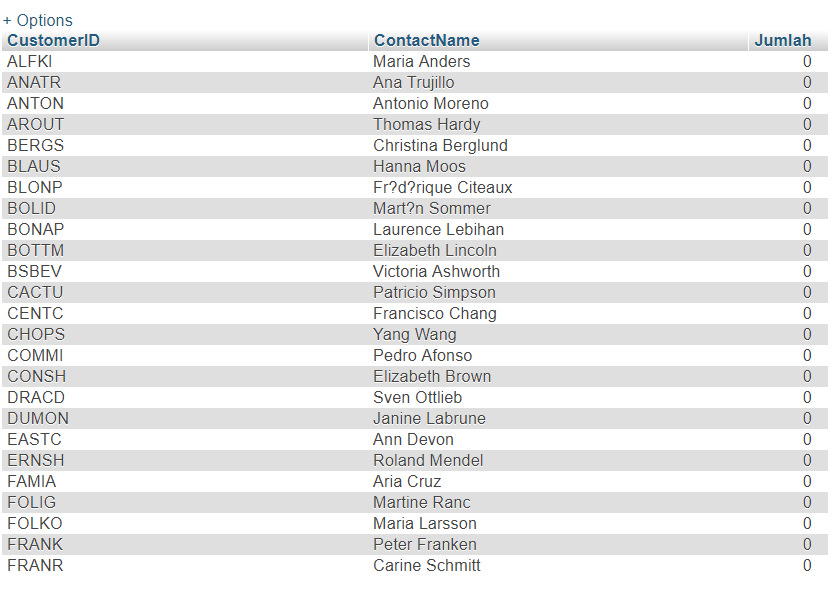 + Options
CustomerID ContactName Jumlah
ALFKI Maria Anders 0
ANATR Ana Trujillo 0
ANTON Antonio Moreno 0
AROUT Thomas Hardy 0
BERGS Christina Berglund 0
BLAUS Hanna Moos 0
BLONP Fr?d?rique Citeaux 0
BOLID Mart?n Sommer 0
BONAP Laurence Lebihan 0
BOTTM Elizabeth Lincoln 0
BSBEV Victoria Ashworth 0
CACTU Patricio Simpson 0
CENTC Francisco Chang 0
CHOPS Yang Wang 0
COMMI Pedro Afonso 0
CONSH Elizabeth Brown 0
DRACD Sven Ottlieb 0
DUMON Janine Labrune 0
EASTC Ann Devon 0
ERNSH Roland Mendel 0
FAMIA Aria Cruz 0
FOLIG Martine Ranc 0
FOLKO Maria Larsson 0
FRANK Peter Franken 0
FRANR Carine Schmitt 0